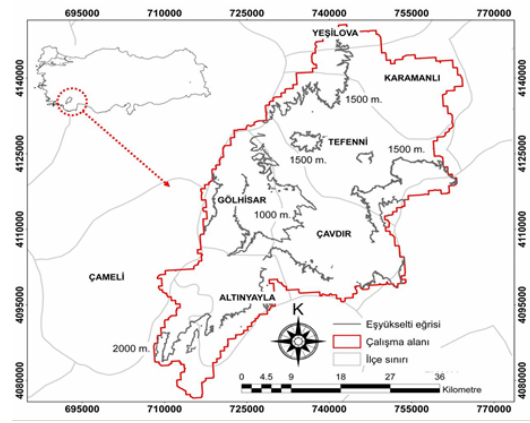 695000 710000 725000 740000 755000 770000
YEŞİLOVA
KARAMANLI
1500 m.
TEFENNİ
1500 m.
1500 m.
GÖLHİSAR
1000 m.
ÇAVDIR
ÇAMELİ
ALTINYAYLA
2000 m.
K
Eşyükselti eğrisi
Çalışma alanı
İlçe sınırı
0 4.5 9 18 27 36
Kilometre
4140000 4125000 4110000 4095000 4080000
4140000 4125000 4110000 4095000 4080000
695000 710000 725000 740000 755000 770000